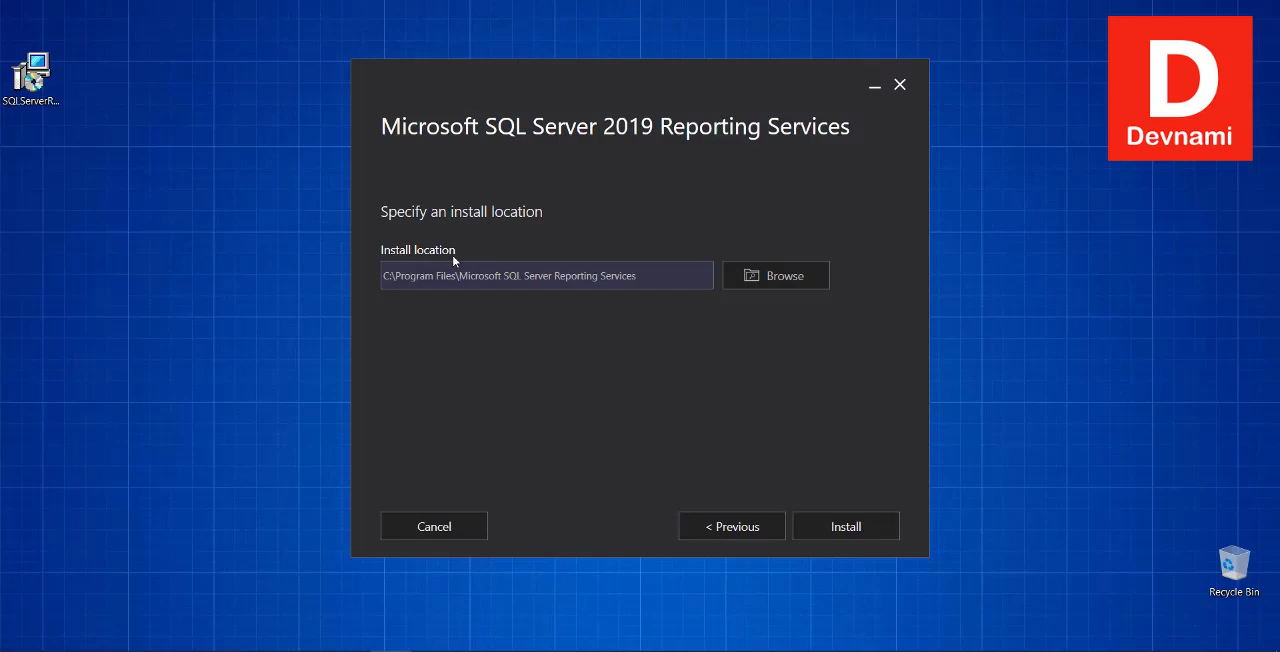 SQLServerR...
D
Devnami
Microsoft SQL Server 2019 Reporting Services
Specify an install location
Install location
C:\Program Files\Microsoft SQL Server Reporting Services
Browse
Cancel
< Previous
Install
Recycle Bin